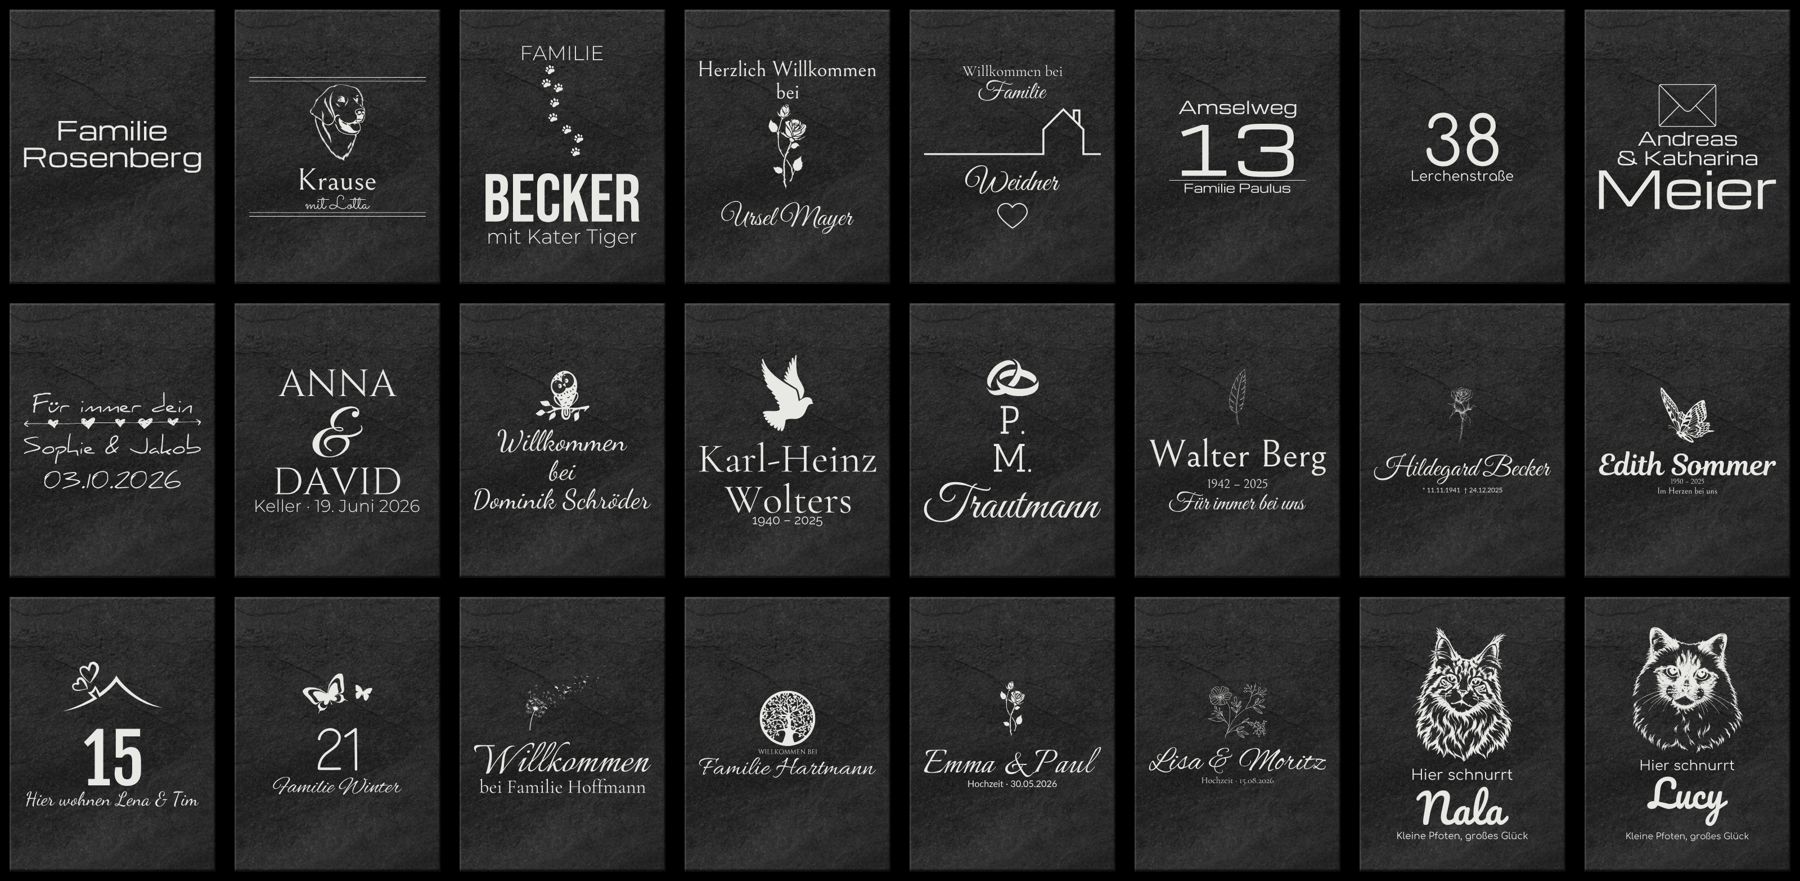 Familie
Rosenberg
Krause
mit Lotta
FAMILIE
BECKER
mit Kater Tiger
Herzlich Willkommen
bei
Ursel Mayer
Willkommen bei
Familie
Weidner
Amselweg
13
Familie Paulus
38
Lerchenstraße
Andreas
& Katharina
Meier
Für immer dein
Sophie & Jakob
03.10.2026
ANNA
&
DAVID
Keller · 19. Juni 2026
Willkommen
bei
Dominik Schröder
Karl-Heinz
Wolters
1940 – 2025
P.
M.
Trautmann
Walter Berg
1942 – 2025
Für immer bei uns
Hildegard Becker
* 11.11.1941 † 24.12.2025
Edith Sommer
1950 – 2025
Im Herzen bei uns
15
Hier wohnen Lena & Tim
21
Familie Winter
Willkommen
bei Familie Hoffmann
WILLKOMMEN BEI
Familie Hartmann
Emma & Paul
Hochzeit · 30.05.2026
Lisa & Moritz
Hochzeit · 15.08.2026
Hier schnurrt
Nala
Kleine Pfoten, großes Glück
Hier schnurrt
Lucy
Kleine Pfoten, großes Glück